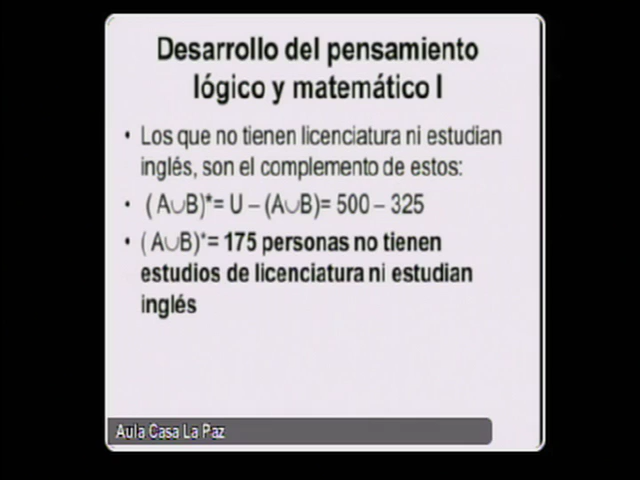 Desarrollo del pensamiento
lógico y matemático I
• Los que no tienen licenciatura ni estudian
inglés, son el complemento de estos:
• ( A∪B)*= U – (A∪B)= 500 – 325
• ( A∪B)*= 175 personas no tienen
estudios de licenciatura ni estudian
inglés
Aula Casa La Paz